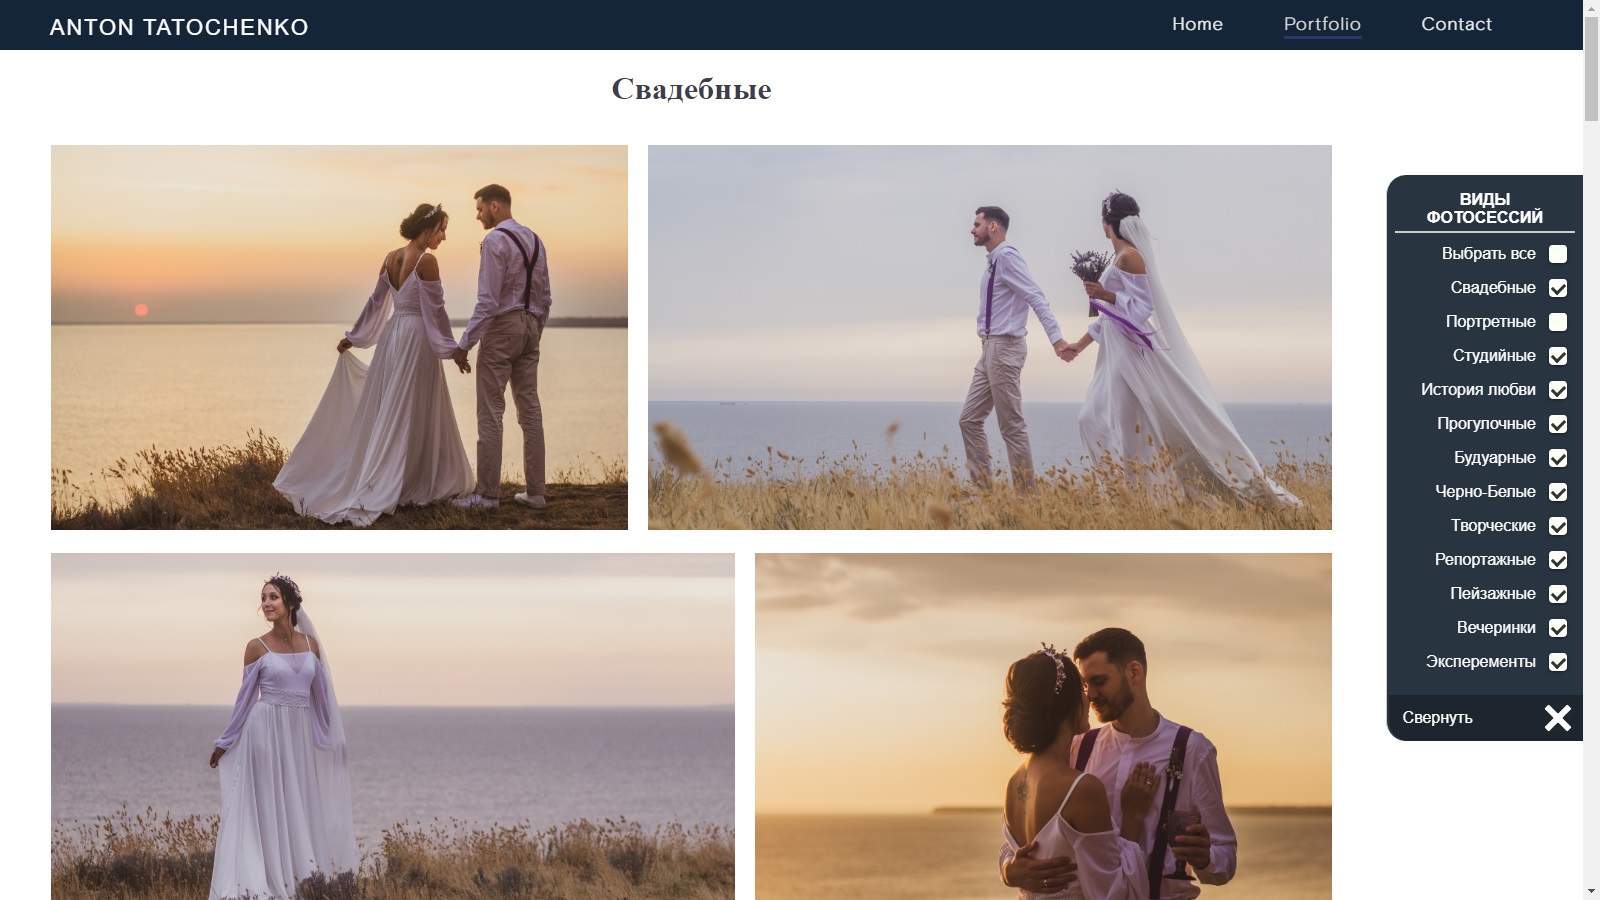 ANTON TATOCHENKO
Home
Portfolio
Contact
Свадебные
ВИДЫ
ФОТОСЕССИЙ
Выбрать все
Свадебные
Портретные
Студийные
История любви
Прогулочные
Будуарные
Черно-Белые
Творческие
Репортажные
Пейзажные
Вечеринки
Эксперементы
Свернуть